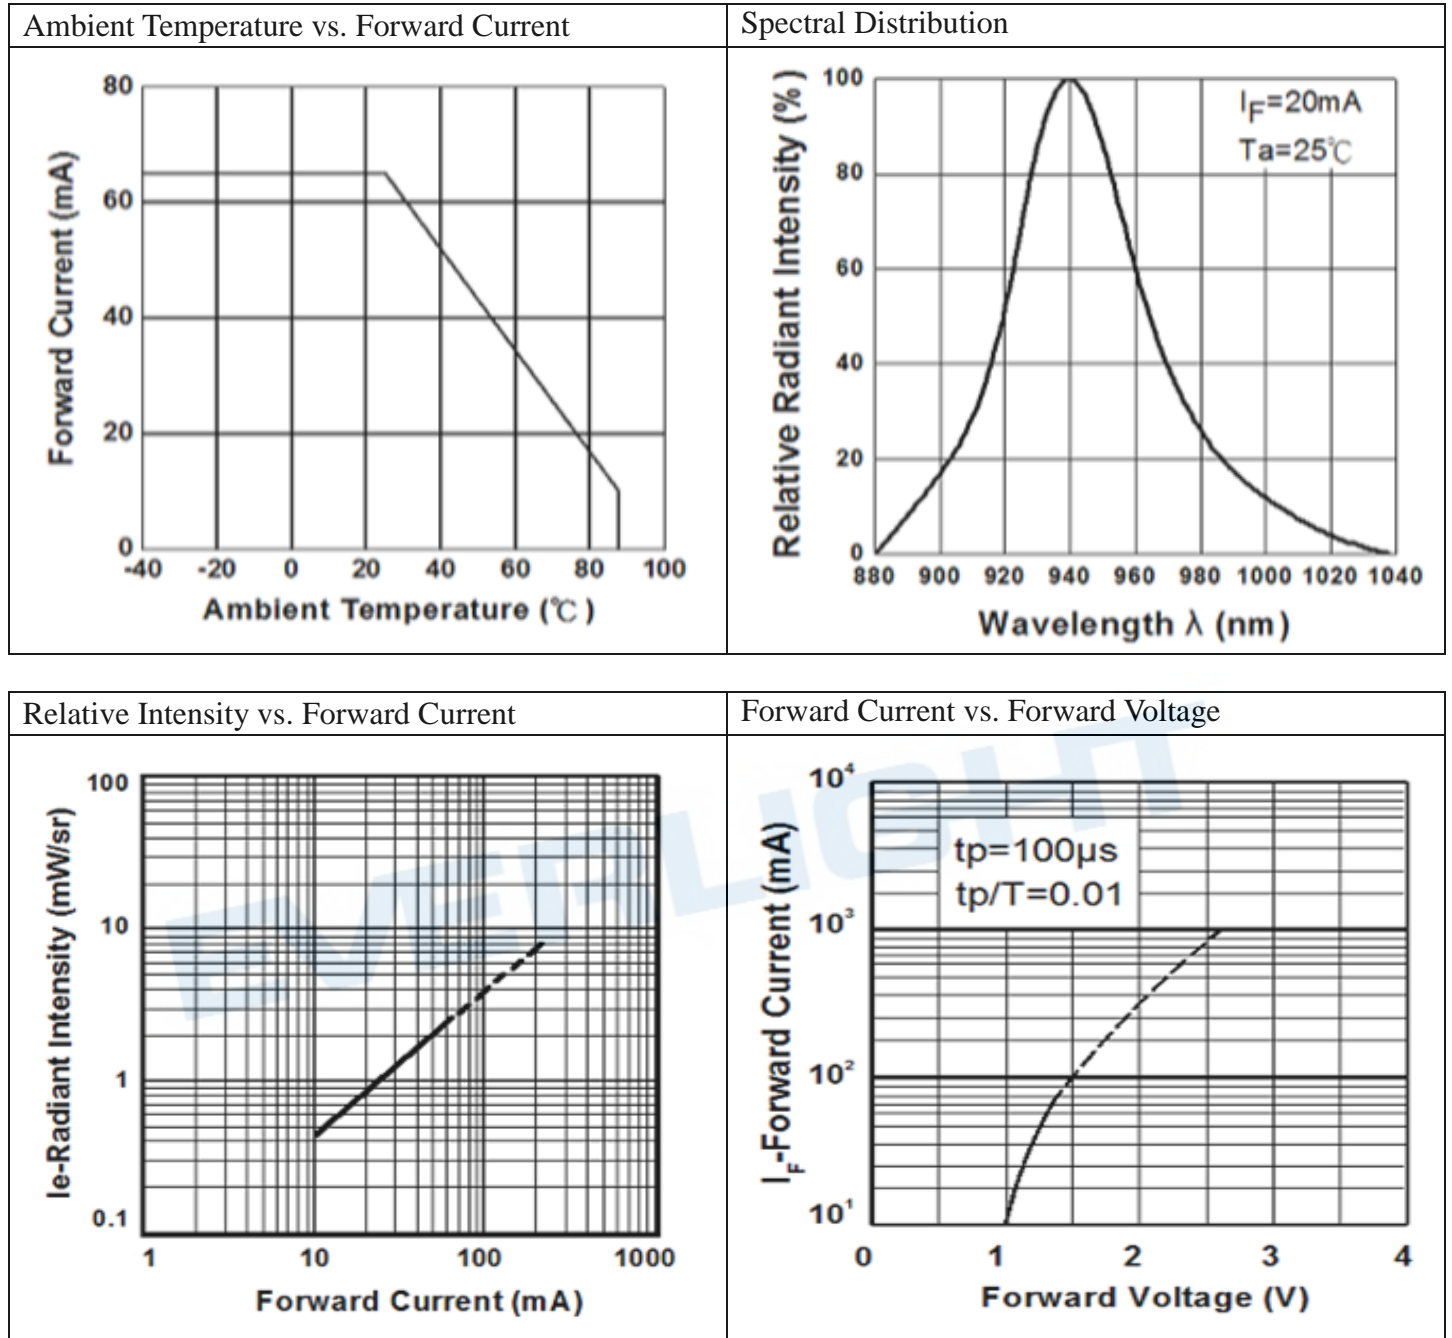 Ambient Temperature vs. Forward Current
Spectral Distribution
80
60
40
20
0
-40 -20 0 20 40 60 80 100
Forward Current (mA)
Ambient Temperature (℃ )
100
80
60
40
20
0
880 900 920 940 960 980 1000 1020 1040
Relative Radiant Intensity (%)
IF=20mA
Ta=25℃
Wavelength λ (nm)
Relative Intensity vs. Forward Current
Forward Current vs. Forward Voltage
100
10
1
0.1
1 10 100 1000
Ie-Radiant Intensity (mW/sr)
Forward Current (mA)
10⁴
10³
10²
10¹
0 1 2 3 4
IF-Forward Current (mA)
tp=100μs
tp/T=0.01
Forward Voltage (V)
EVERLIGHT